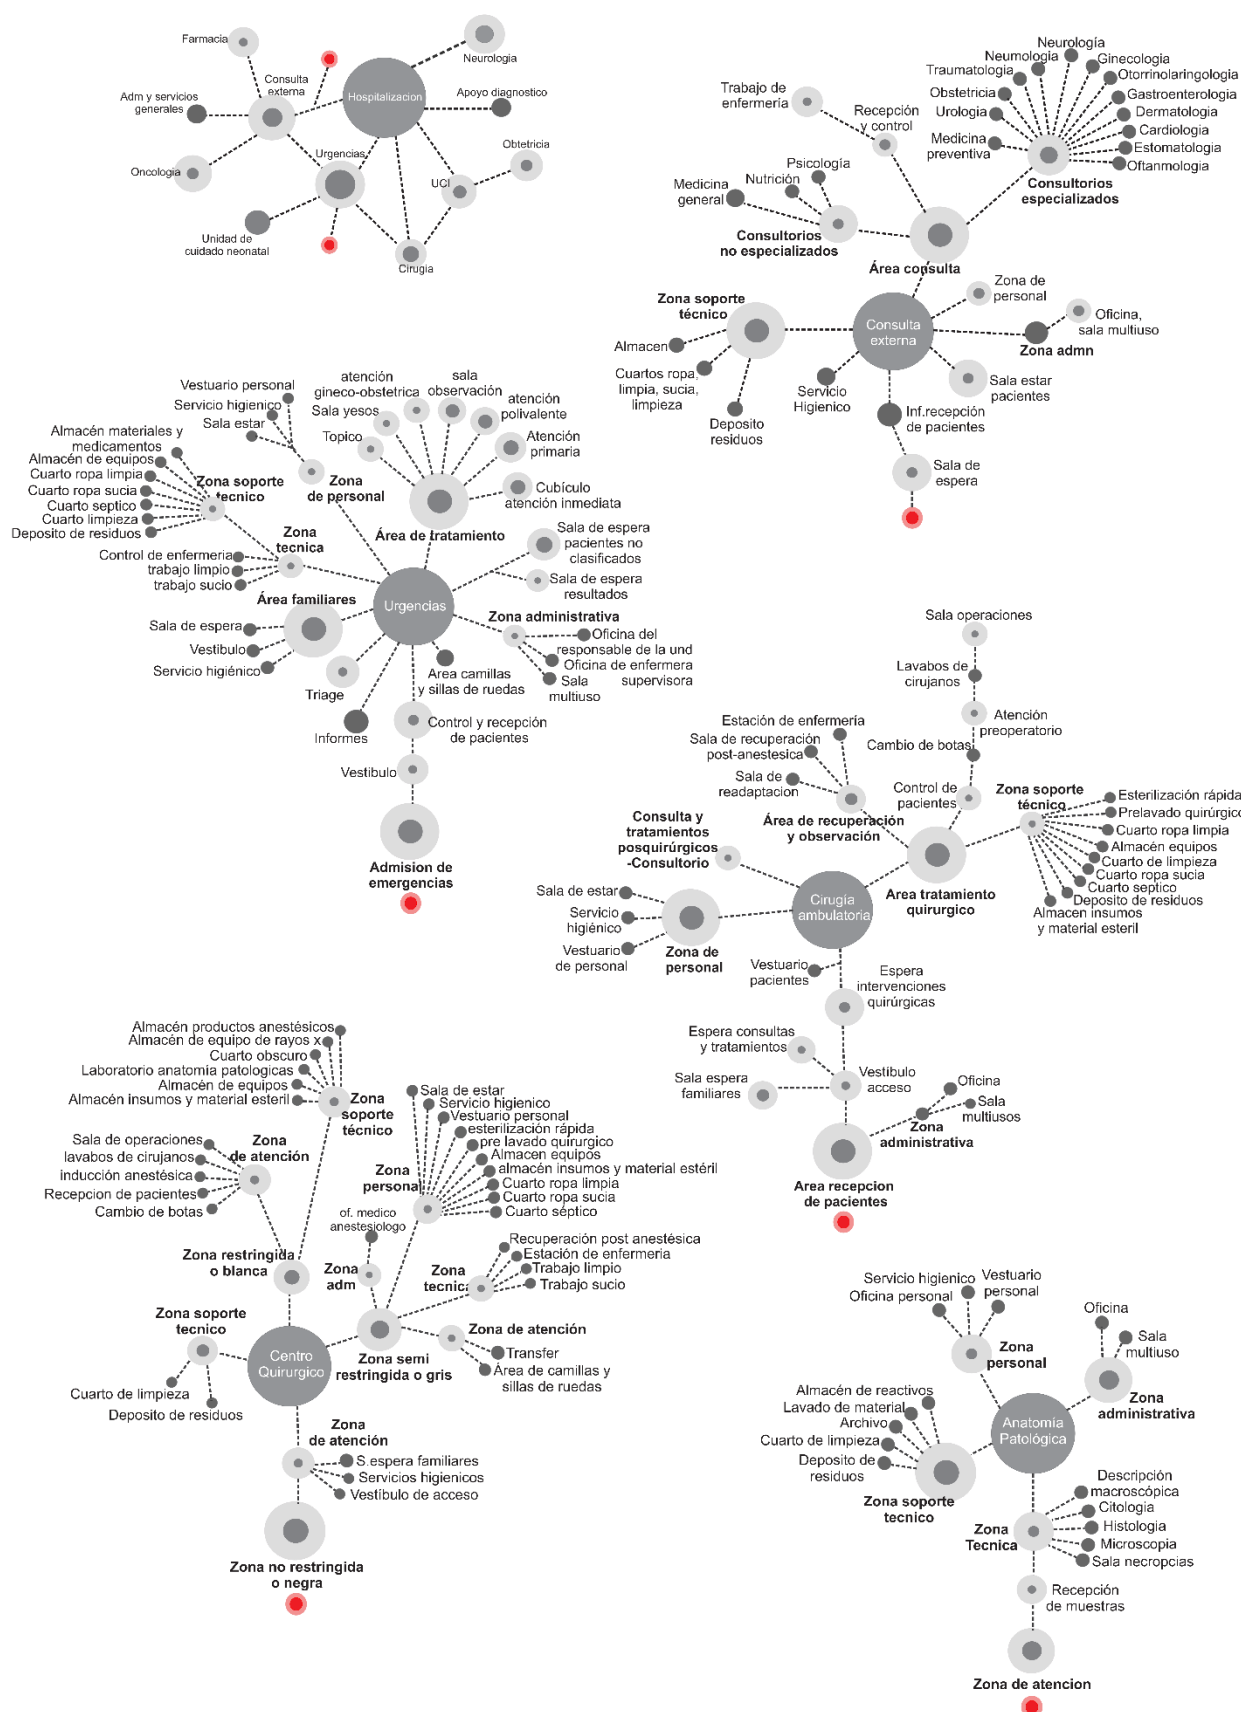 Farmacia
Consulta
externa
Adm y servicios
generales
Oncologia
Urgencias
Unidad de
cuidado neonatal
Hospitalizacion
Neurologia
Apoyo diagnostico
Obtetricia
UCI
Cirugia
Trabajo de
enfermería
Recepción
y control
Psicología
Nutrición
Medicina
general
Consultorios
no especializados
Neurología
Neumologia
Traumatologia
Obstetricia
Urologia
Medicina
preventiva
Ginecologia
Otorrinolaringologia
Gastroenterologia
Dermatologia
Cardiologia
Estomatologia
Oftanmologia
Consultorios
especializados
Área consulta
Zona soporte
técnico
Almacen
Cuartos ropa,
limpia, sucia,
limpieza
Deposito
residuos
Consulta
externa
Servicio
Higienico
Zona de
personal
Oficina,
sala multiuso
Zona admn
Sala estar
pacientes
Inf.recepción
de pacientes
Sala de
espera
Vestuario personal
Servicio higienico
Sala estar
Zona
de personal
Almacén materiales y
medicamentos
Almacén de equipos
Cuarto ropa limpia
Cuarto ropa sucia
Cuarto septico
Cuarto limpieza
Deposito de residuos
Zona soporte
tecnico
Zona
tecnica
Control de enfermeria
trabajo limpio
trabajo sucio
atención
gineco-obstetrica
Sala yesos
Topico
sala
observación
atención
polivalente
Atención
primaria
Cubículo
atención inmediata
Área de tratamiento
Sala de espera
pacientes no
clasificados
Sala de espera
resultados
Área familiares
Sala de espera
Vestíbulo
Servicio higiénico
Urgencias
Triage
Informes
Zona administrativa
Oficina del
responsable de la und
Oficina de enfermera
supervisora
Sala
multiuso
Area camillas
y sillas de ruedas
Control y recepción
de pacientes
Vestibulo
Admision de
emergencias
Sala operaciones
Lavabos de
cirujanos
Atención
preoperatorio
Cambio de botas
Control de
pacientes
Estación de enfermería
Sala de recuperación
post-anestesica
Sala de
readaptacion
Área de recuperación
y observación
Consulta y
tratamientos
posquirúrgicos
-Consultorio
Zona soporte
técnico
Esterilización rápida
Prelavado quirúrgico
Cuarto ropa limpia
Almacén equipos
Cuarto de limpieza
Cuarto ropa sucia
Cuarto septico
Deposito de residuos
Almacen insumos
y material esteril
Area tratamiento
quirurgico
Cirugía
ambulatoria
Sala de estar
Servicio
higiénico
Vestuario
de personal
Zona de
personal
Vestuario
pacientes
Espera
intervenciones
quirúrgicas
Espera consultas
y tratamientos
Sala espera
familiares
Vestíbulo
acceso
Oficina
Sala
multiusos
Zona
administrativa
Area recepcion
de pacientes
Almacén productos anestésicos
Almacén de equipo de rayos x
Cuarto obscuro
Laboratorio anatomía patologicas
Almacén de equipos
Almacén insumos y material esteril
Zona
soporte
técnico
Sala de operaciones
lavabos de cirujanos
inducción anestésica
Recepcion de pacientes
Cambio de botas
Zona
de atención
Zona restringida
o blanca
Sala de estar
Servicio higienico
Vestuario personal
esterilización rápida
pre lavado quirurgico
Almacen equipos
almacén insumos y material estéril
Cuarto ropa limpia
Cuarto ropa sucia
Cuarto séptico
Zona
personal
of. medico
anestesjologo
Zona
adm
Zona
tecnica
Recuperación post anestésica
Estación de enfermeria
Trabajo limpio
Trabajo sucio
Zona de atención
Transfer
Área de camillas y
sillas de ruedas
Zona semi
restringida o gris
Zona soporte
tecnico
Cuarto de limpieza
Deposito de residuos
Centro
Quirurgico
Zona
de atención
S.espera familiares
Servicios higienicos
Vestíbulo de acceso
Zona no restringida
o negra
Servicio higienico
Oficina personal
Vestuario
personal
Zona
personal
Oficina
Sala
multiuso
Zona
administrativa
Almacén de reactivos
Lavado de material
Archivo
Cuarto de limpieza
Deposito de
residuos
Zona soporte
tecnico
Anatomía
Patológica
Zona
Tecnica
Descripción
macroscópica
Citologia
Histologia
Microscopia
Sala necropcias
Recepción
de muestras
Zona de atencion